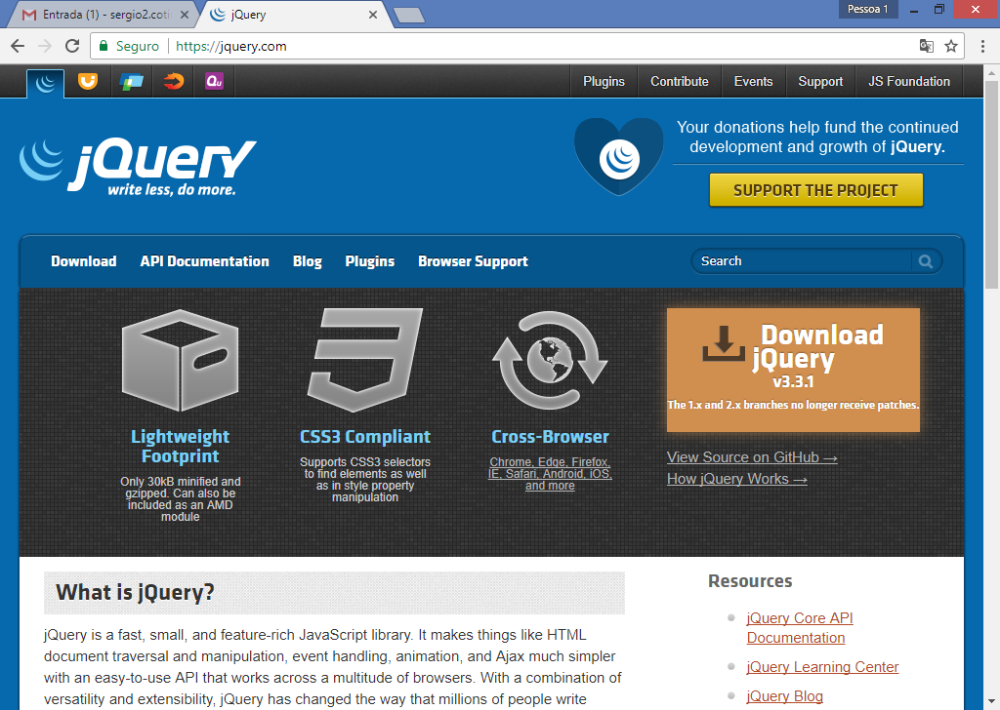 Entrada (1) - sergio2.coti
jQuery
Pessoa 1
Seguro
https://jquery.com
Qu
Plugins
Contribute
Events
Support
JS Foundation
jQuery
write less, do more.
Your donations help fund the continued
development and growth of jQuery.
SUPPORT THE PROJECT
Download
API Documentation
Blog
Plugins
Browser Support
Search
Lightweight
Footprint
Only 30kB minified and
gzipped. Can also be
included as an AMD
module
CSS3 Compliant
Supports CSS3 selectors
to find elements as well
as in style property
manipulation
Cross-Browser
Chrome, Edge, Firefox,
IE, Safari, Android, iOS,
and more
Download
jQuery
v3.3.1
The 1.x and 2.x branches no longer receive patches.
View Source on GitHub →
How jQuery Works →
What is jQuery?
jQuery is a fast, small, and feature-rich JavaScript library. It makes things like HTML
document traversal and manipulation, event handling, animation, and Ajax much simpler
with an easy-to-use API that works across a multitude of browsers. With a combination of
versatility and extensibility, jQuery has changed the way that millions of people write
Resources
jQuery Core API
Documentation
jQuery Learning Center
jQuery Blog